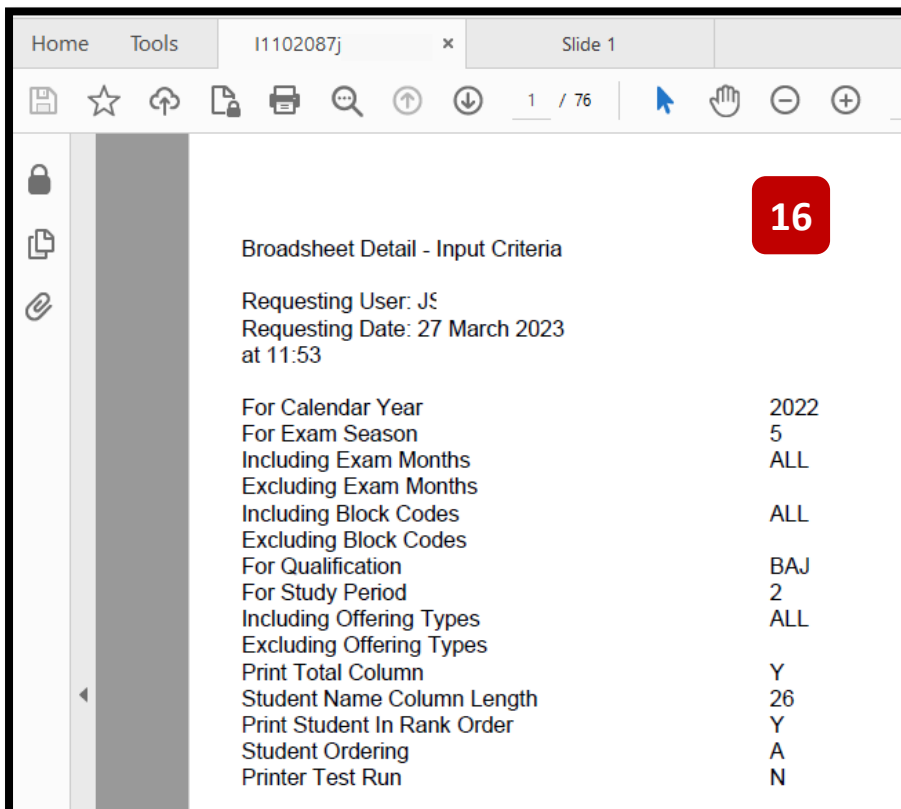 Home Tools I1102087j × Slide 1
1 / 76
16
Broadsheet Detail - Input Criteria
Requesting User: JS
Requesting Date: 27 March 2023
at 11:53
For Calendar Year 2022
For Exam Season 5
Including Exam Months ALL
Excluding Exam Months
Including Block Codes ALL
Excluding Block Codes
For Qualification BAJ
For Study Period 2
Including Offering Types ALL
Excluding Offering Types
Print Total Column Y
Student Name Column Length 26
Print Student In Rank Order Y
Student Ordering A
Printer Test Run N